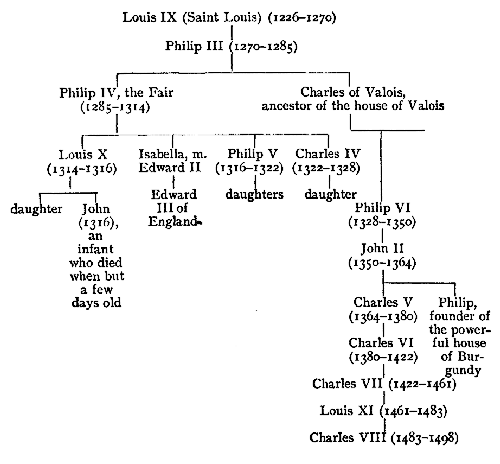 Louis IX (Saint Louis) (1226–1270)
Philip III (1270–1285)
Philip IV, the Fair
(1285–1314)
Charles of Valois,
ancestor of the house of Valois
Louis X
(1314–1316)
Isabella, m.
Edward II
Philip V
(1316–1322)
Charles IV
(1322–1328)
daughter
John
(1316),
an
infant
who died
when but
a few
days old
Edward
III of
England.
daughters
daughter
Philip VI
(1328–1350)
John II
(1350–1364)
Charles V
(1364–1380)
Philip,
founder of
the power-
ful house
of Bur-
gundy
Charles VI
(1380–1422)
Charles VII (1422–1461)
Louis XI (1461–1483)
Charles VIII (1483–1498)